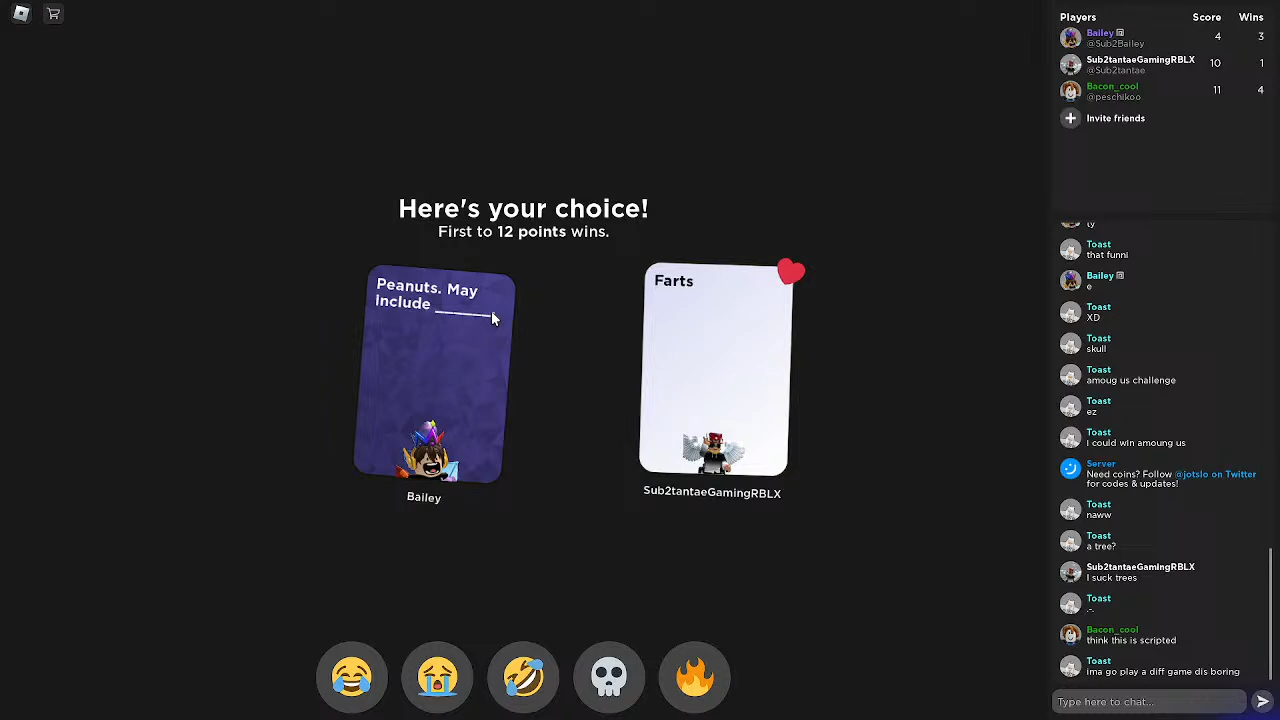 Here's your choice!
First to 12 points wins.
Peanuts. May
Include ______
Bailey
Farts
Sub2tantaeGamingRBLX
Players Score Wins
Bailey 4 3
@Sub2Bailey
Sub2tantaeGamingRBLX 10 1
@Sub2tantae
Bacon_cool 11 4
@peschikoo
Invite friends
ty
Toast
that funni
Bailey
e
Toast
XD
Toast
skull
Toast
amoug us challenge
Toast
ez
Toast
I could win amoung us
Server
Need coins? Follow @jotslo on Twitter
for codes & updates!
Toast
naww
Toast
a tree?
Sub2tantaeGamingRBLX
I suck trees
Toast
.-.
Bacon_cool
think this is scripted
Toast
Ima go play a diff game dis boring
Type here to chat...